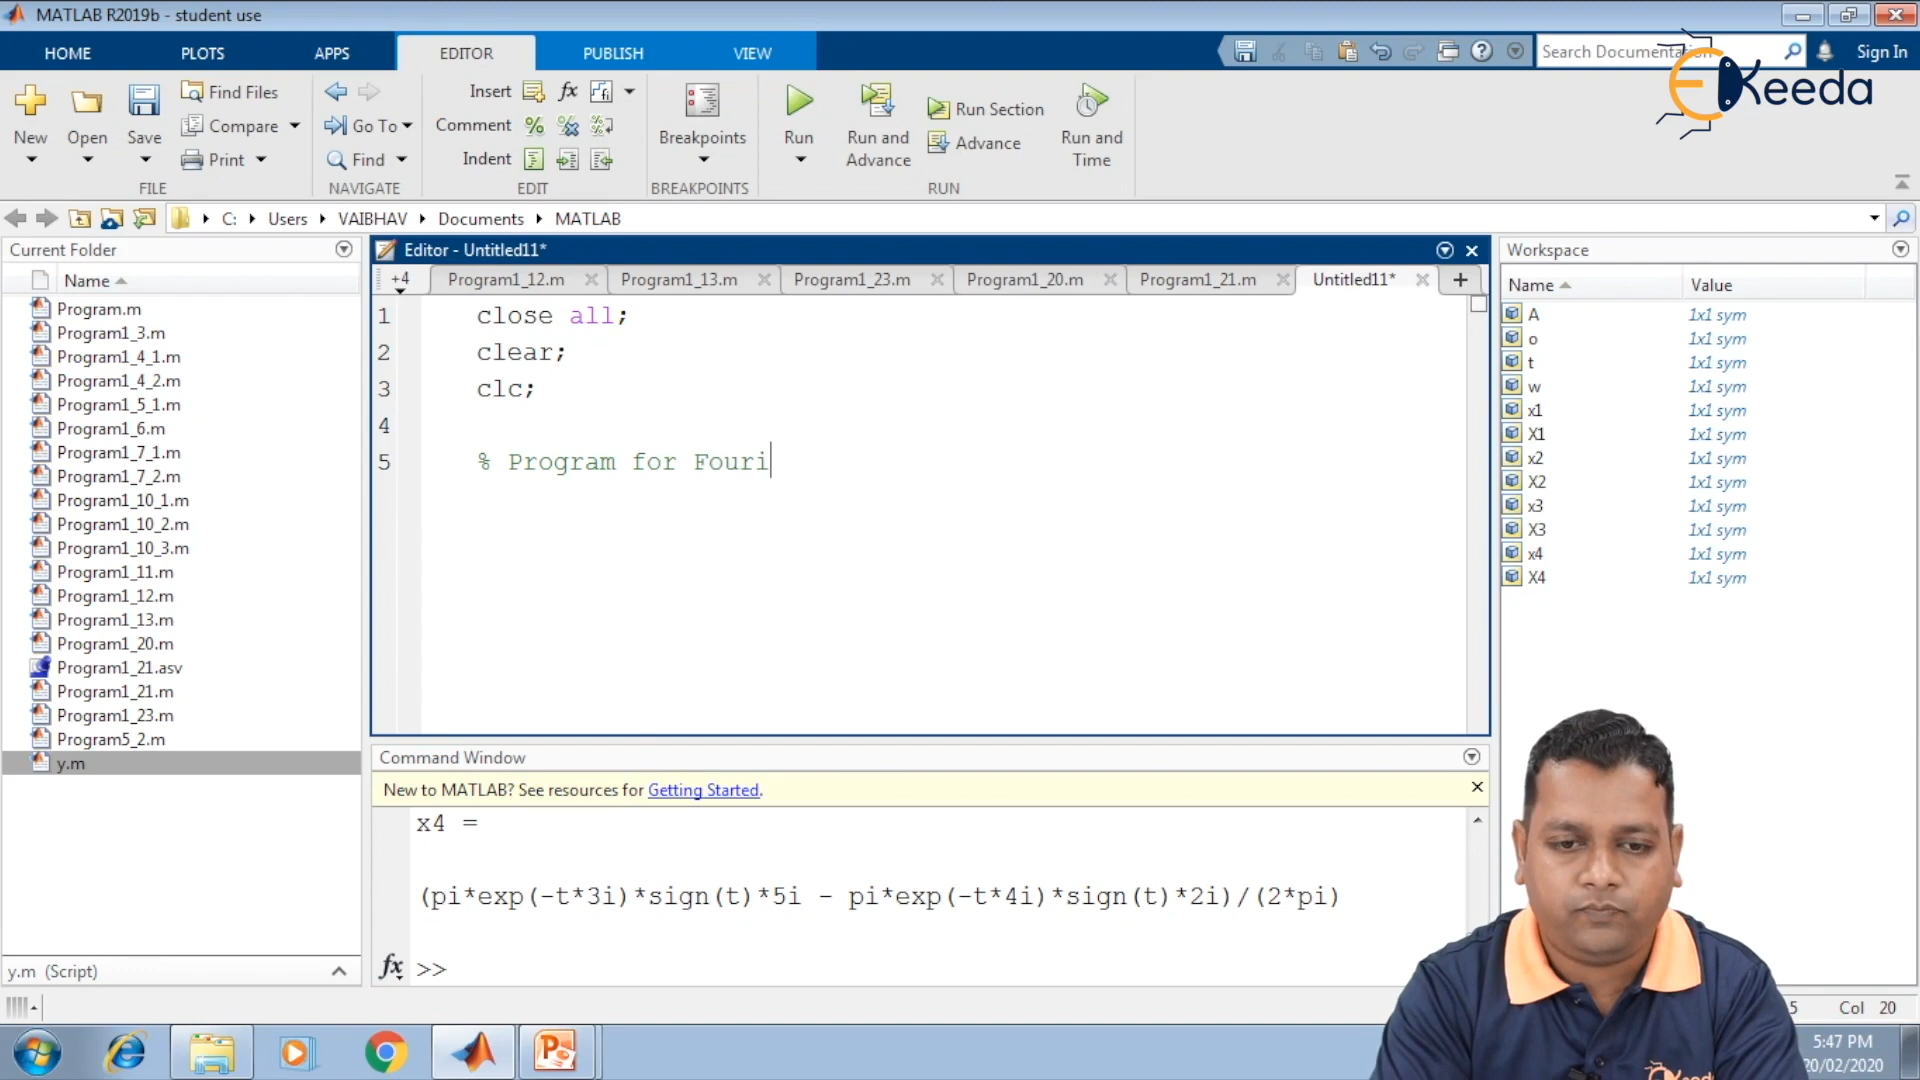 MATLAB R2019b - student use
HOME PLOTS APPS EDITOR PUBLISH VIEW
Search Documentation
Sign In
Keeda
New
Open
Save
Find Files
Compare
Print
FILE
Go To
Find
NAVIGATE
Insert
Comment
Indent
EDIT
Breakpoints
BREAKPOINTS
Run
Run and
Advance
Run Section
Advance
Run and
Time
RUN
C: Users VAIBHAV Documents MATLAB
Current Folder
Name
Program.m
Program1_3.m
Program1_4_1.m
Program1_4_2.m
Program1_5_1.m
Program1_6.m
Program1_7_1.m
Program1_7_2.m
Program1_10_1.m
Program1_10_2.m
Program1_10_3.m
Program1_11.m
Program1_12.m
Program1_13.m
Program1_20.m
Program1_21.asv
Program1_21.m
Program1_23.m
Program5_2.m
y.m
y.m (Script)
Editor - Untitled11*
+4 Program1_12.m Program1_13.m Program1_23.m Program1_20.m Program1_21.m Untitled11*
1 close all;
2 clear;
3 clc;
4
5 % Program for Fouri
Command Window
New to MATLAB? See resources for Getting Started.
x4 =
(pi*exp(-t*3i)*sign(t)*5i - pi*exp(-t*4i)*sign(t)*2i)/(2*pi)
fx >>
Workspace
Name Value
A 1x1 sym
o 1x1 sym
t 1x1 sym
w 1x1 sym
x1 1x1 sym
X1 1x1 sym
x2 1x1 sym
X2 1x1 sym
x3 1x1 sym
X3 1x1 sym
x4 1x1 sym
X4 1x1 sym
5 Col 20
5:47 PM
20/02/2020